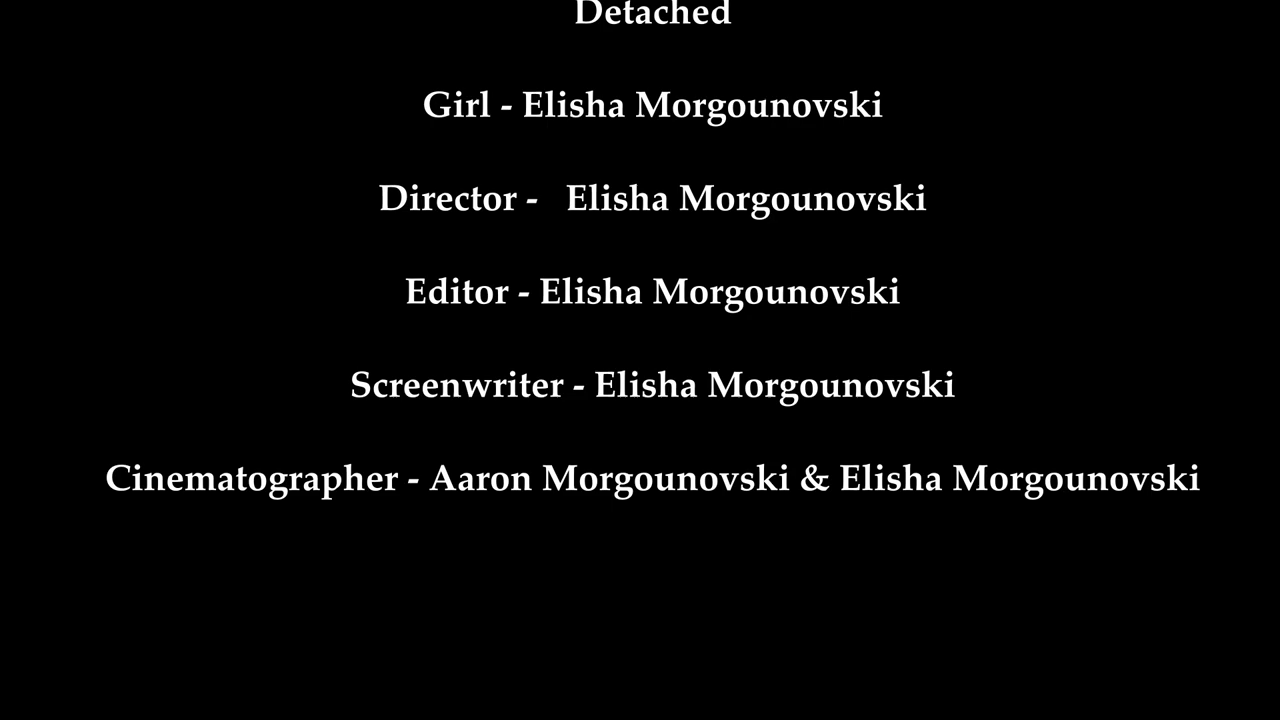 Detached
Girl - Elisha Morgounovski
Director -   Elisha Morgounovski
Editor - Elisha Morgounovski
Screenwriter - Elisha Morgounovski
Cinematographer - Aaron Morgounovski & Elisha Morgounovski